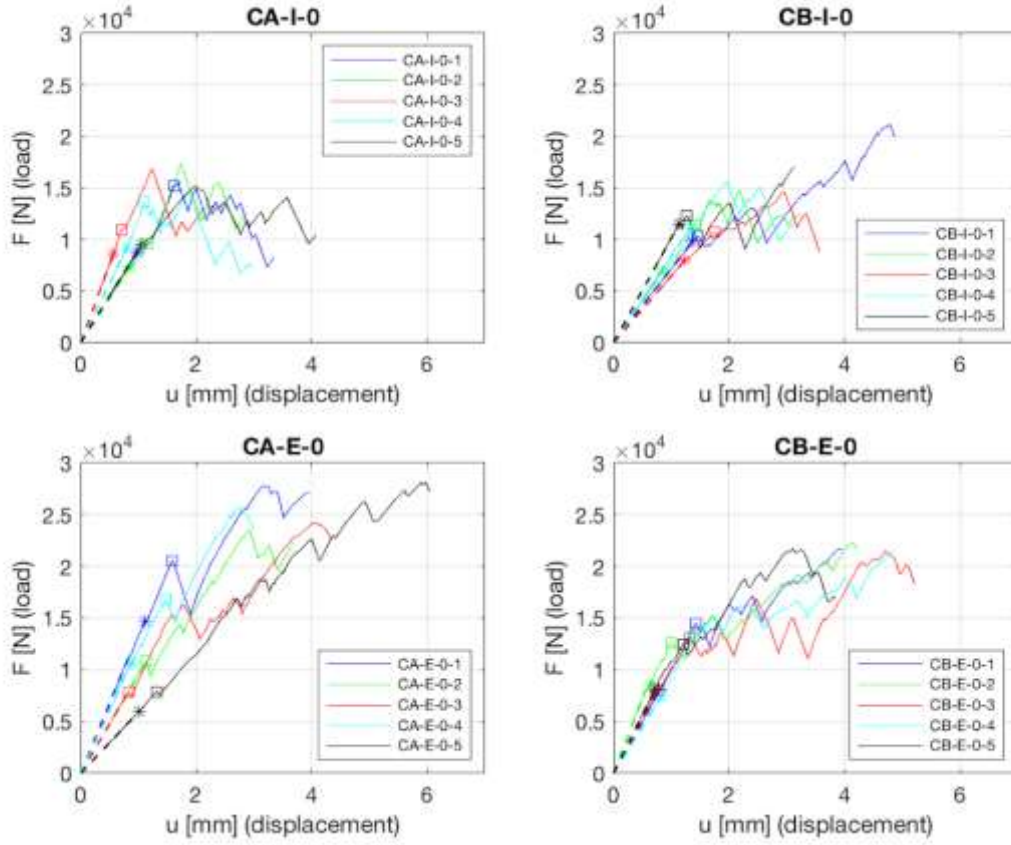 CA-I-0
×10⁴
F [N] (load)
3
2.5
2
1.5
1
0.5
0
0 2 4 6
u [mm] (displacement)
CA-I-0-1
CA-I-0-2
CA-I-0-3
CA-I-0-4
CA-I-0-5
CB-I-0
×10⁴
F [N] (load)
3
2.5
2
1.5
1
0.5
0
0 2 4 6
u [mm] (displacement)
CB-I-0-1
CB-I-0-2
CB-I-0-3
CB-I-0-4
CB-I-0-5
CA-E-0
×10⁴
F [N] (load)
3
2.5
2
1.5
1
0.5
0
0 2 4 6
u [mm] (displacement)
CA-E-0-1
CA-E-0-2
CA-E-0-3
CA-E-0-4
CA-E-0-5
CB-E-0
×10⁴
F [N] (load)
3
2.5
2
1.5
1
0.5
0
0 2 4 6
u [mm] (displacement)
CB-E-0-1
CB-E-0-2
CB-E-0-3
CB-E-0-4
CB-E-0-5